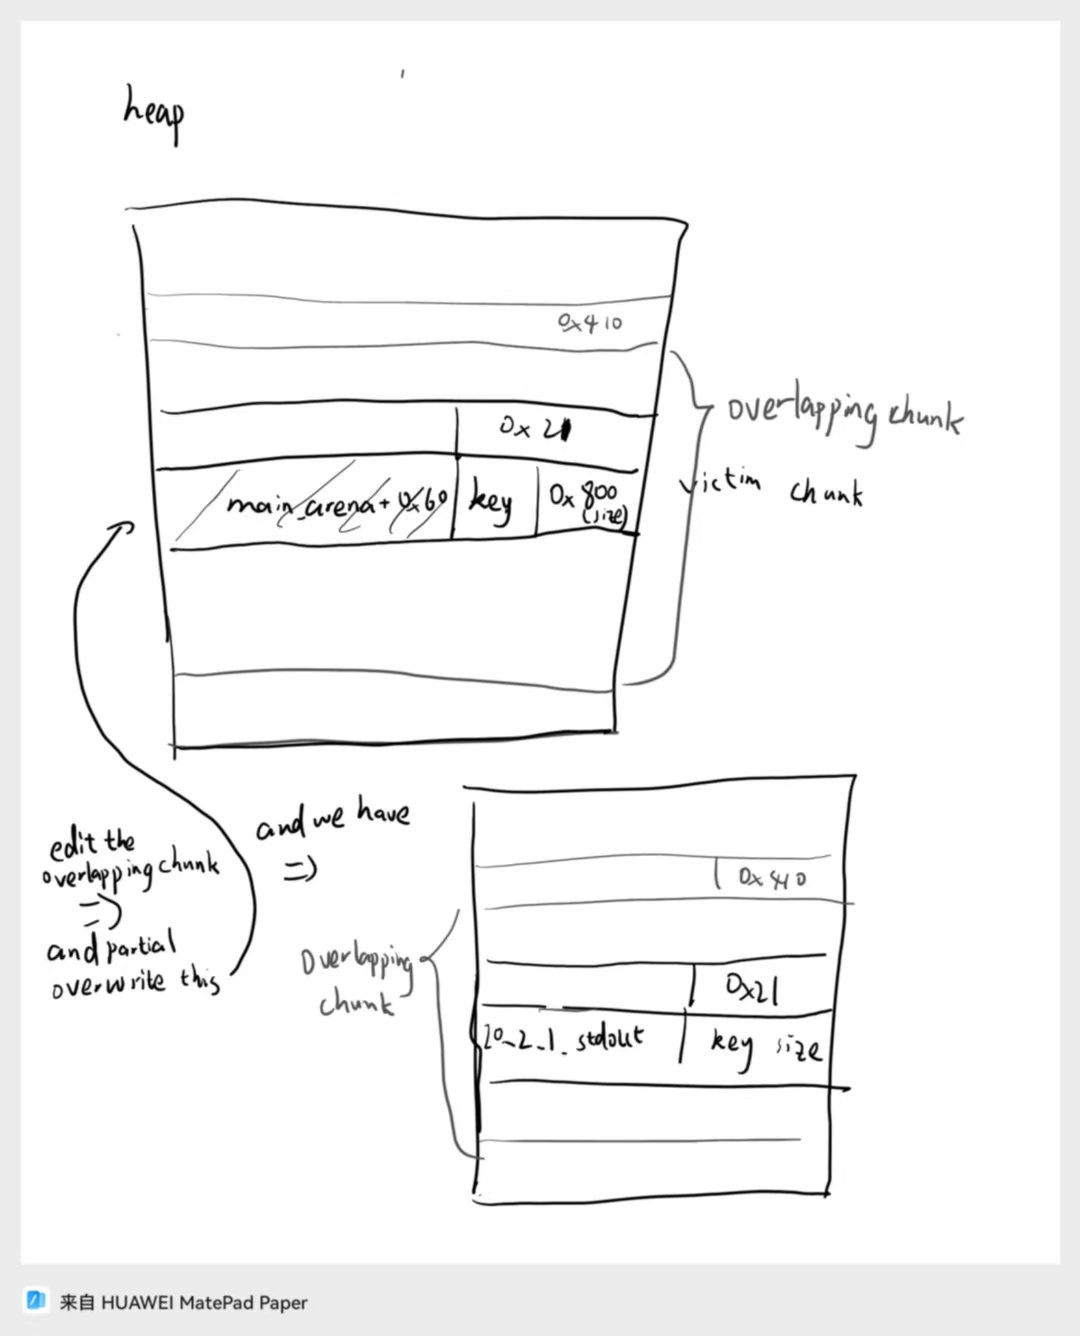 heap
0x410
overlapping chunk
0x21
victim chunk
main_arena + 0x60
key
0x800
(size)
and we have
=>
edit the
overlapping chunk
=>
and partial
overwrite this
0x410
overlapping
chunk
0x21
_2_1_stdout
key size
来自 HUAWEI MatePad Paper